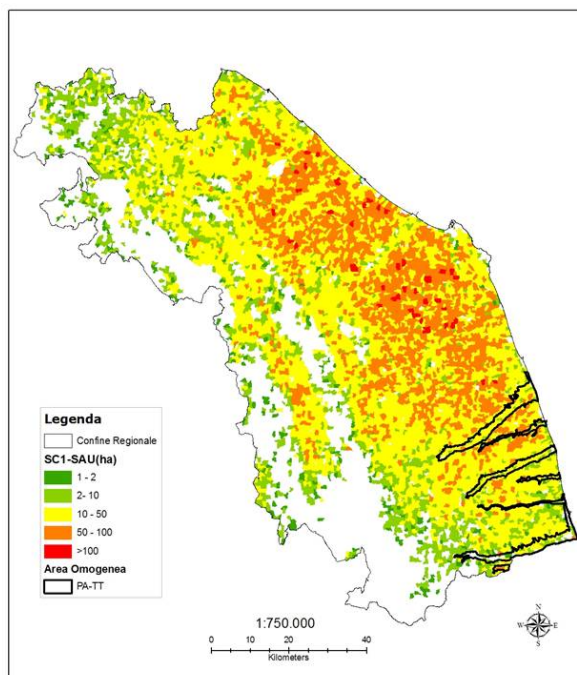 Legenda
Confine Regionale
SC1-SAU(ha)
1 - 2
2- 10
10 - 50
50 - 100
>100
Area Omogenea
PA-TT
1:750.000
0 10 20 40
Kilometers
N
W E
S